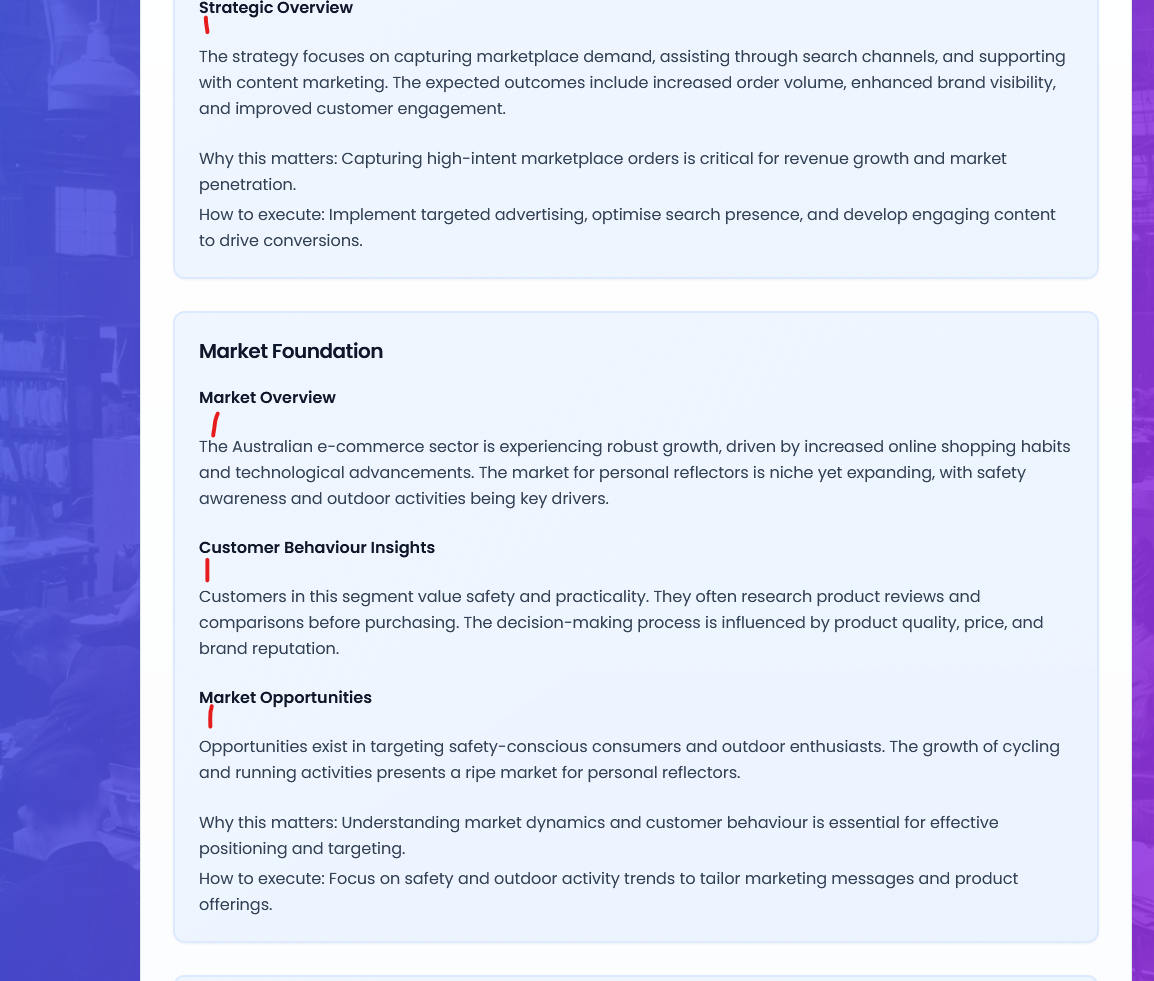 Strategic Overview
The strategy focuses on capturing marketplace demand, assisting through search channels, and supporting
with content marketing. The expected outcomes include increased order volume, enhanced brand visibility,
and improved customer engagement.
Why this matters: Capturing high-intent marketplace orders is critical for revenue growth and market
penetration.
How to execute: Implement targeted advertising, optimise search presence, and develop engaging content
to drive conversions.
Market Foundation
Market Overview
The Australian e-commerce sector is experiencing robust growth, driven by increased online shopping habits
and technological advancements. The market for personal reflectors is niche yet expanding, with safety
awareness and outdoor activities being key drivers.
Customer Behaviour Insights
Customers in this segment value safety and practicality. They often research product reviews and
comparisons before purchasing. The decision-making process is influenced by product quality, price, and
brand reputation.
Market Opportunities
Opportunities exist in targeting safety-conscious consumers and outdoor enthusiasts. The growth of cycling
and running activities presents a ripe market for personal reflectors.
Why this matters: Understanding market dynamics and customer behaviour is essential for effective
positioning and targeting.
How to execute: Focus on safety and outdoor activity trends to tailor marketing messages and product
offerings.